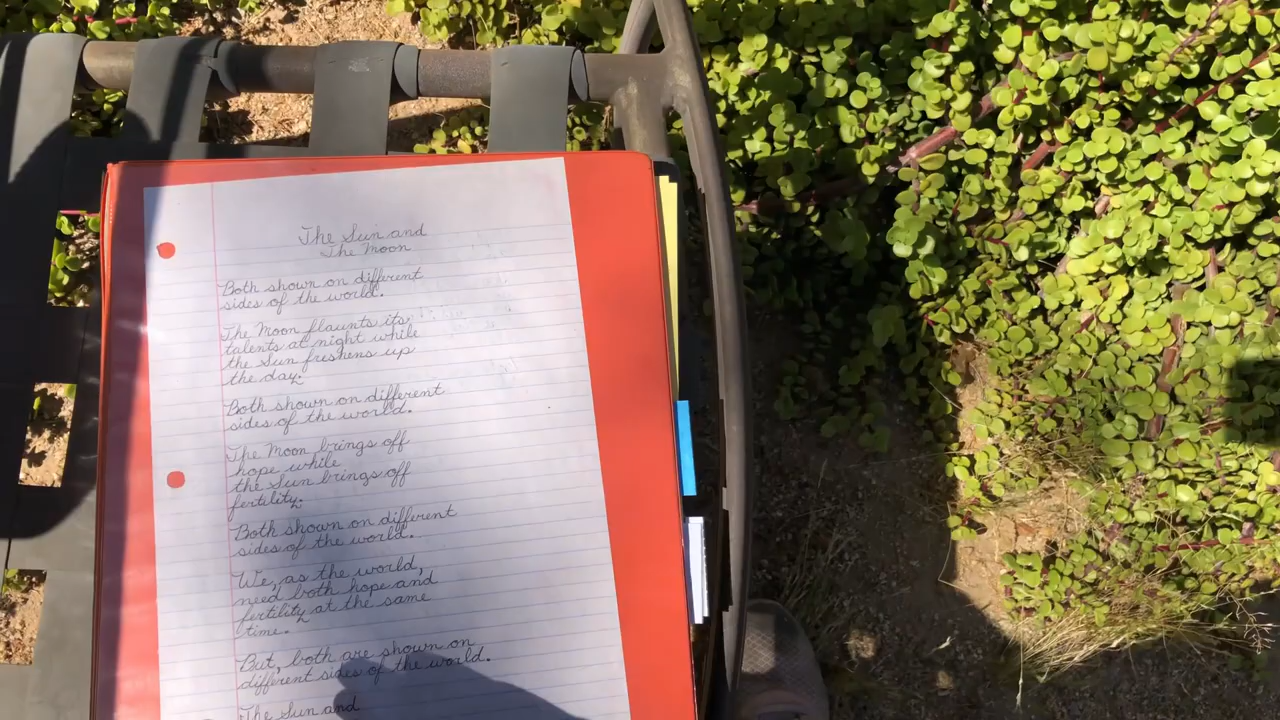 The Sun and
The Moon
Both shown on different
sides of the world.
The Moon flaunts its
talents at night while
the Sun freshens up
the day.
Both shown on different
sides of the world.
The Moon brings off
hope while
the Sun brings off
fertility.
Both shown on different
sides of the world.
We, as the world,
need both hope and
fertility at the same
time.
But, both are shown on
different sides of the world.
The Sun and